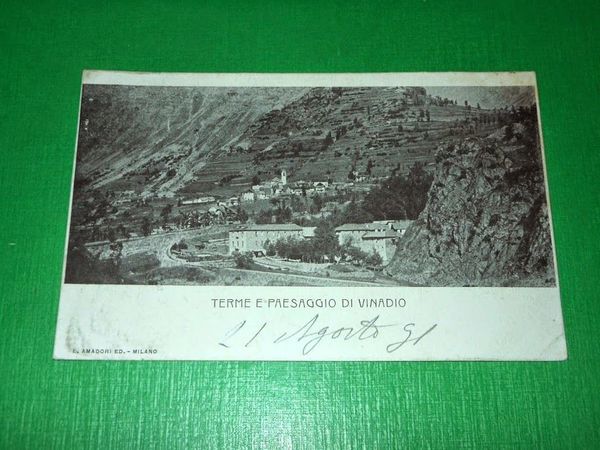 TERME E PAESAGGIO DI VINADIO
21 Agosto 91
E. AMADORI ED. - MILANO